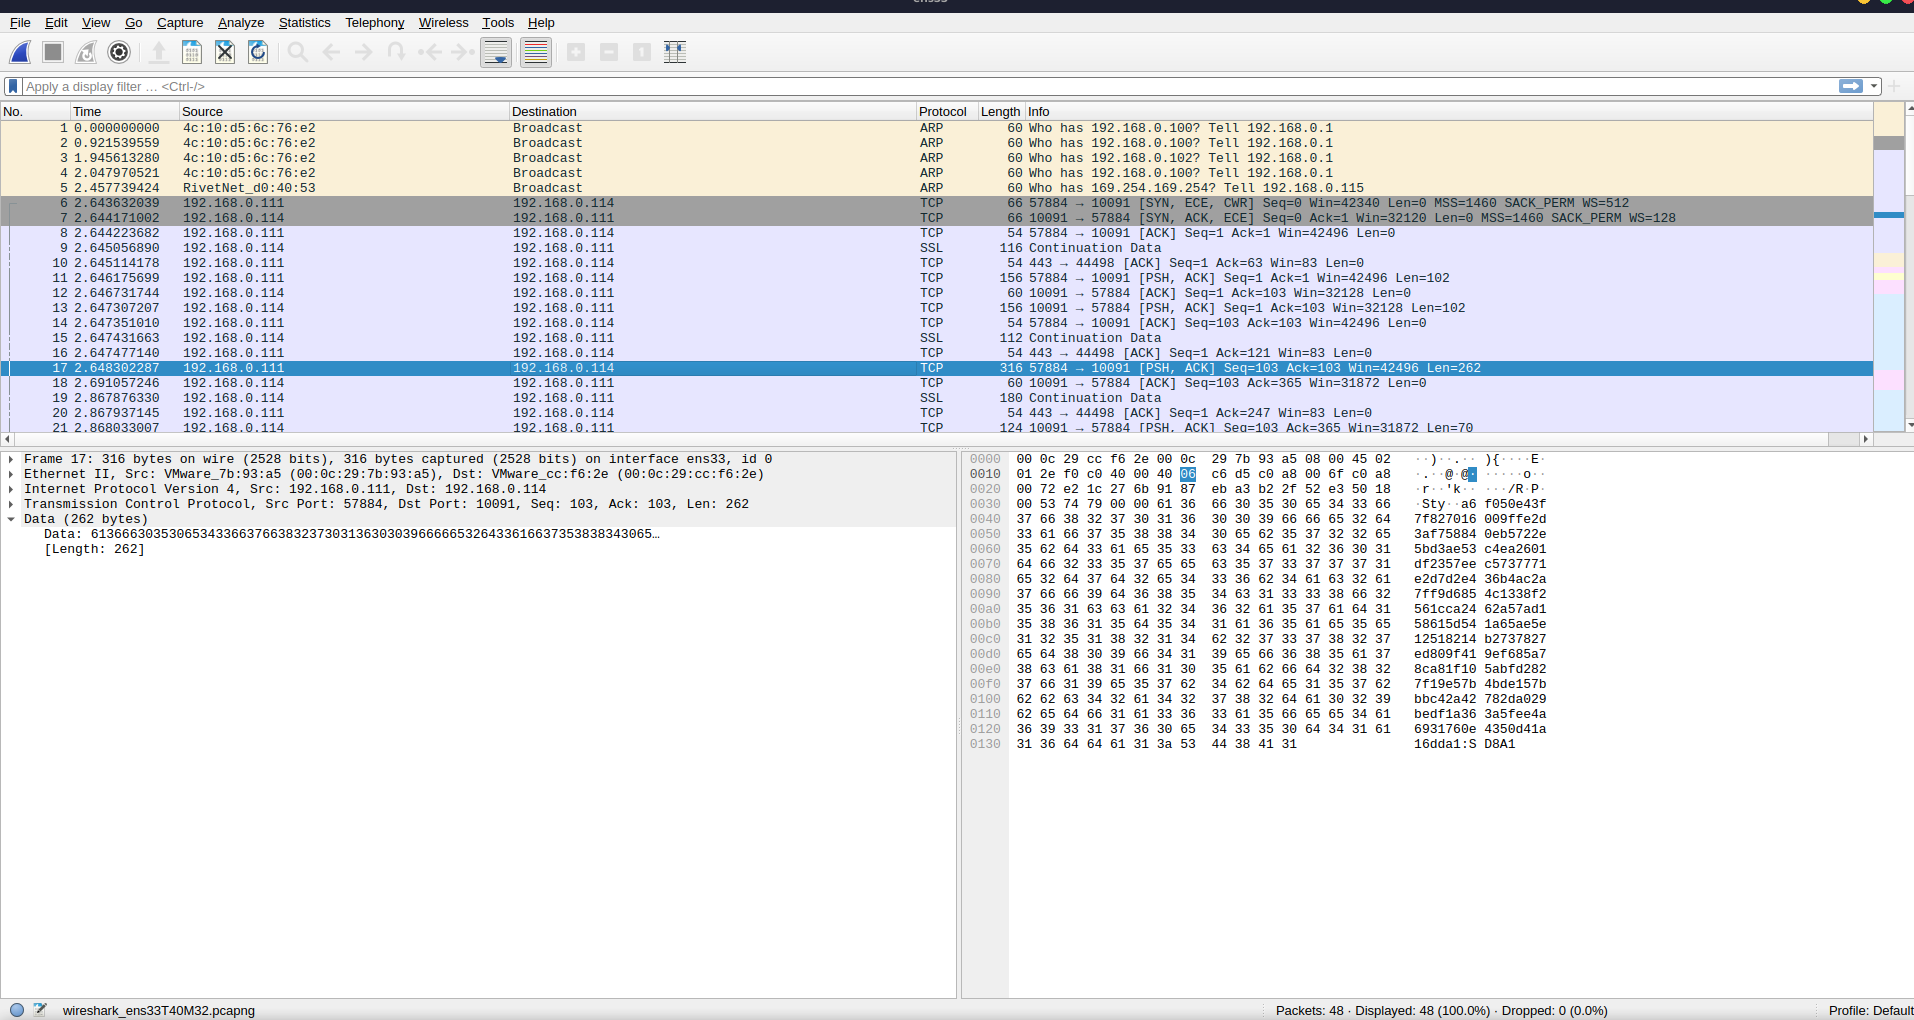 File Edit View Go Capture Analyze Statistics Telephony Wireless Tools Help
Apply a display filter … <Ctrl-/>
No. Time Source Destination Protocol Length Info
1 0.000000000 4c:10:d5:6c:76:e2 Broadcast ARP 60 Who has 192.168.0.100? Tell 192.168.0.1
2 0.921539559 4c:10:d5:6c:76:e2 Broadcast ARP 60 Who has 192.168.0.100? Tell 192.168.0.1
3 1.945613280 4c:10:d5:6c:76:e2 Broadcast ARP 60 Who has 192.168.0.102? Tell 192.168.0.1
4 2.047970521 4c:10:d5:6c:76:e2 Broadcast ARP 60 Who has 192.168.0.100? Tell 192.168.0.1
5 2.457739424 RivetNet_d0:40:53 Broadcast ARP 60 Who has 169.254.169.254? Tell 192.168.0.115
6 2.643632039 192.168.0.111 192.168.0.114 TCP 66 57884 → 10091 [SYN, ECE, CWR] Seq=0 Win=42340 Len=0 MSS=1460 SACK_PERM WS=512
7 2.644171002 192.168.0.114 192.168.0.111 TCP 66 10091 → 57884 [SYN, ACK, ECE] Seq=0 Ack=1 Win=32120 Len=0 MSS=1460 SACK_PERM WS=128
8 2.644223682 192.168.0.111 192.168.0.114 TCP 54 57884 → 10091 [ACK] Seq=1 Ack=1 Win=42496 Len=0
9 2.645056890 192.168.0.114 192.168.0.111 SSL 116 Continuation Data
10 2.645114178 192.168.0.111 192.168.0.114 TCP 54 443 → 44498 [ACK] Seq=1 Ack=63 Win=83 Len=0
11 2.646175699 192.168.0.111 192.168.0.114 TCP 156 57884 → 10091 [PSH, ACK] Seq=1 Ack=1 Win=42496 Len=102
12 2.646731744 192.168.0.114 192.168.0.111 TCP 60 10091 → 57884 [ACK] Seq=1 Ack=103 Win=32128 Len=0
13 2.647307207 192.168.0.114 192.168.0.111 TCP 156 10091 → 57884 [PSH, ACK] Seq=1 Ack=103 Win=32128 Len=102
14 2.647351010 192.168.0.111 192.168.0.114 TCP 54 57884 → 10091 [ACK] Seq=103 Ack=103 Win=42496 Len=0
15 2.647431663 192.168.0.114 192.168.0.111 SSL 112 Continuation Data
16 2.647477140 192.168.0.111 192.168.0.114 TCP 54 443 → 44498 [ACK] Seq=1 Ack=121 Win=83 Len=0
17 2.648302287 192.168.0.111 192.168.0.114 TCP 316 57884 → 10091 [PSH, ACK] Seq=103 Ack=103 Win=42496 Len=262
18 2.691057246 192.168.0.114 192.168.0.111 TCP 60 10091 → 57884 [ACK] Seq=103 Ack=365 Win=31872 Len=0
19 2.867876330 192.168.0.114 192.168.0.111 SSL 180 Continuation Data
20 2.867937145 192.168.0.111 192.168.0.114 TCP 54 443 → 44498 [ACK] Seq=1 Ack=247 Win=83 Len=0
21 2.868033007 192.168.0.114 192.168.0.111 TCP 124 10091 → 57884 [PSH, ACK] Seq=103 Ack=365 Win=31872 Len=70
Frame 17: 316 bytes on wire (2528 bits), 316 bytes captured (2528 bits) on interface ens33, id 0
Ethernet II, Src: VMware_7b:93:a5 (00:0c:29:7b:93:a5), Dst: VMware_cc:f6:2e (00:0c:29:cc:f6:2e)
Internet Protocol Version 4, Src: 192.168.0.111, Dst: 192.168.0.114
Transmission Control Protocol, Src Port: 57884, Dst Port: 10091, Seq: 103, Ack: 103, Len: 262
Data (262 bytes)
Data: 613666303530653433663766383237303136303039666665326433616637353838343065…
[Length: 262]
0000 00 0c 29 cc f6 2e 00 0c 29 7b 93 a5 08 00 45 02 ··)··.·· ){····E·
0010 01 2e f0 c0 40 00 40 06 c6 d5 c0 a8 00 6f c0 a8 ·.··@·@· ·····o··
0020 00 72 e2 1c 27 6b 91 87 eb a3 b2 2f 52 e3 50 18 ·r··'k·· ···/R·P·
0030 00 53 74 79 00 00 61 36 66 30 35 30 65 34 33 66 ·Sty··a6 f050e43f
0040 37 66 38 32 37 30 31 36 30 30 39 66 66 65 32 64 7f827016 009ffe2d
0050 33 61 66 37 35 38 38 34 30 65 62 35 37 32 32 65 3af75884 0eb5722e
0060 35 62 64 33 61 65 35 33 63 34 65 61 32 36 30 31 5bd3ae53 c4ea2601
0070 64 66 32 33 35 37 65 65 63 35 37 33 37 37 37 31 df2357ee c5737771
0080 65 32 64 37 64 32 65 34 33 36 62 34 61 63 32 61 e2d7d2e4 36b4ac2a
0090 37 66 66 39 64 36 38 35 34 63 31 33 33 38 66 32 7ff9d685 4c1338f2
00a0 35 36 31 63 63 61 32 34 36 32 61 35 37 61 64 31 561cca24 62a57ad1
00b0 35 38 36 31 35 64 35 34 31 61 36 35 61 65 35 65 58615d54 1a65ae5e
00c0 31 32 35 31 38 32 31 34 62 32 37 33 37 38 32 37 12518214 b2737827
00d0 65 64 38 30 39 66 34 31 39 65 66 36 38 35 61 37 ed809f41 9ef685a7
00e0 38 63 61 38 31 66 31 30 35 61 62 66 64 32 38 32 8ca81f10 5abfd282
00f0 37 66 31 39 65 35 37 62 34 62 64 65 31 35 37 62 7f19e57b 4bde157b
0100 62 62 63 34 32 61 34 32 37 38 32 64 61 30 32 39 bbc42a42 782da029
0110 62 65 64 66 31 61 33 36 33 61 35 66 65 65 34 61 bedf1a36 3a5fee4a
0120 36 39 33 31 37 36 30 65 34 33 35 30 64 34 31 61 6931760e 4350d41a
0130 31 36 64 64 61 31 3a 53 44 38 41 31 16dda1:S D8A1
wireshark_ens33T40M32.pcapng Packets: 48 · Displayed: 48 (100.0%) · Dropped: 0 (0.0%) Profile: Default